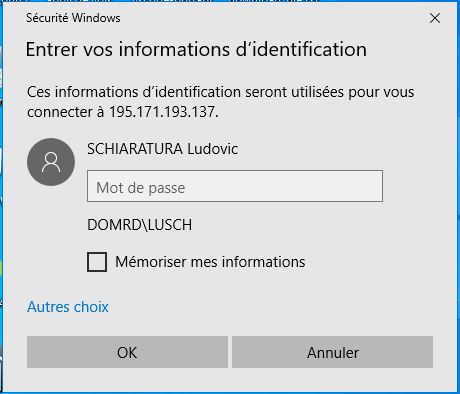 Sécurité Windows
Entrer vos informations d'identification
Ces informations d'identification seront utilisées pour vous
connecter à 195.171.193.137.
SCHIARATURA Ludovic
Mot de passe
DOMRD\LUSCH
Mémoriser mes informations
Autres choix
OK
Annuler